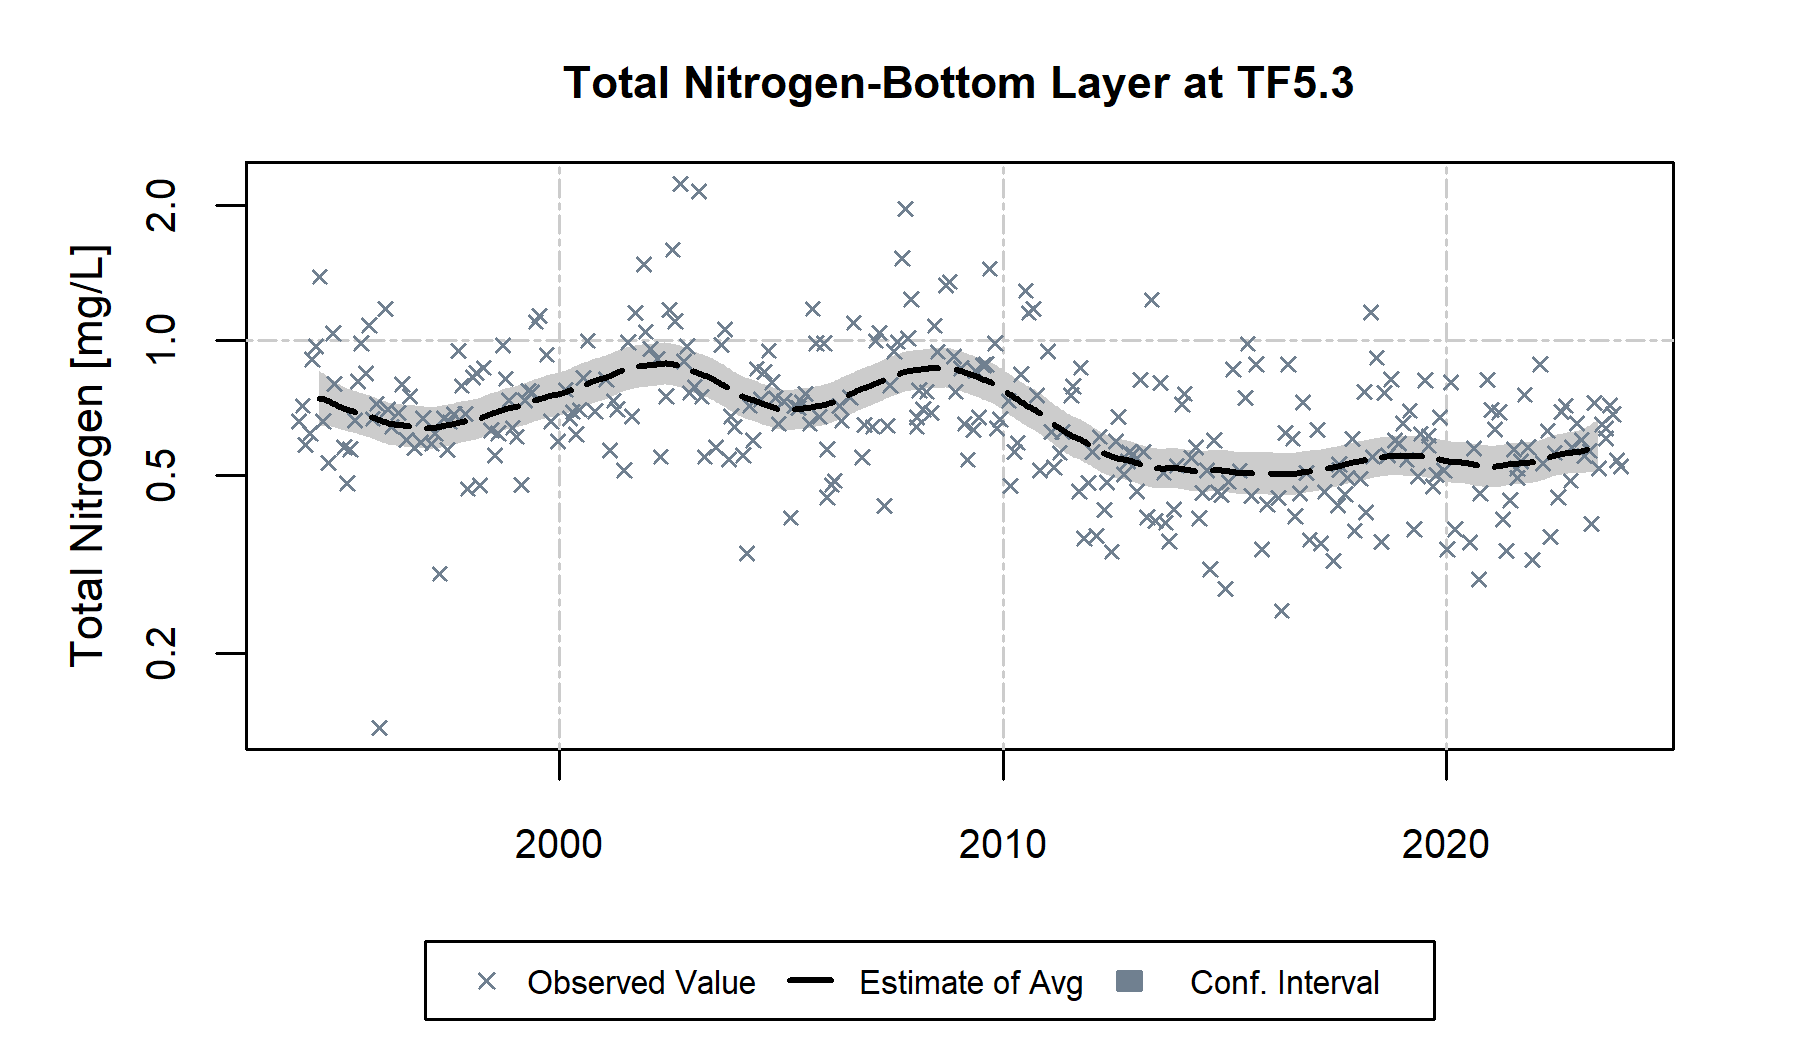 Total Nitrogen-Bottom Layer at TF5.3
Total Nitrogen [mg/L]
2.0
1.0
0.5
0.2
2000 2010 2020
Observed Value Estimate of Avg Conf. Interval